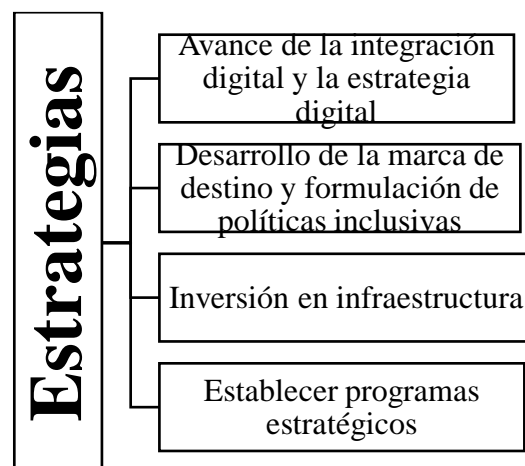 Estrategias
Avance de la integración
digital y la estrategia
digital
Desarrollo de la marca de
destino y formulación de
políticas inclusivas
Inversión en infraestructura
Establecer programas
estratégicos